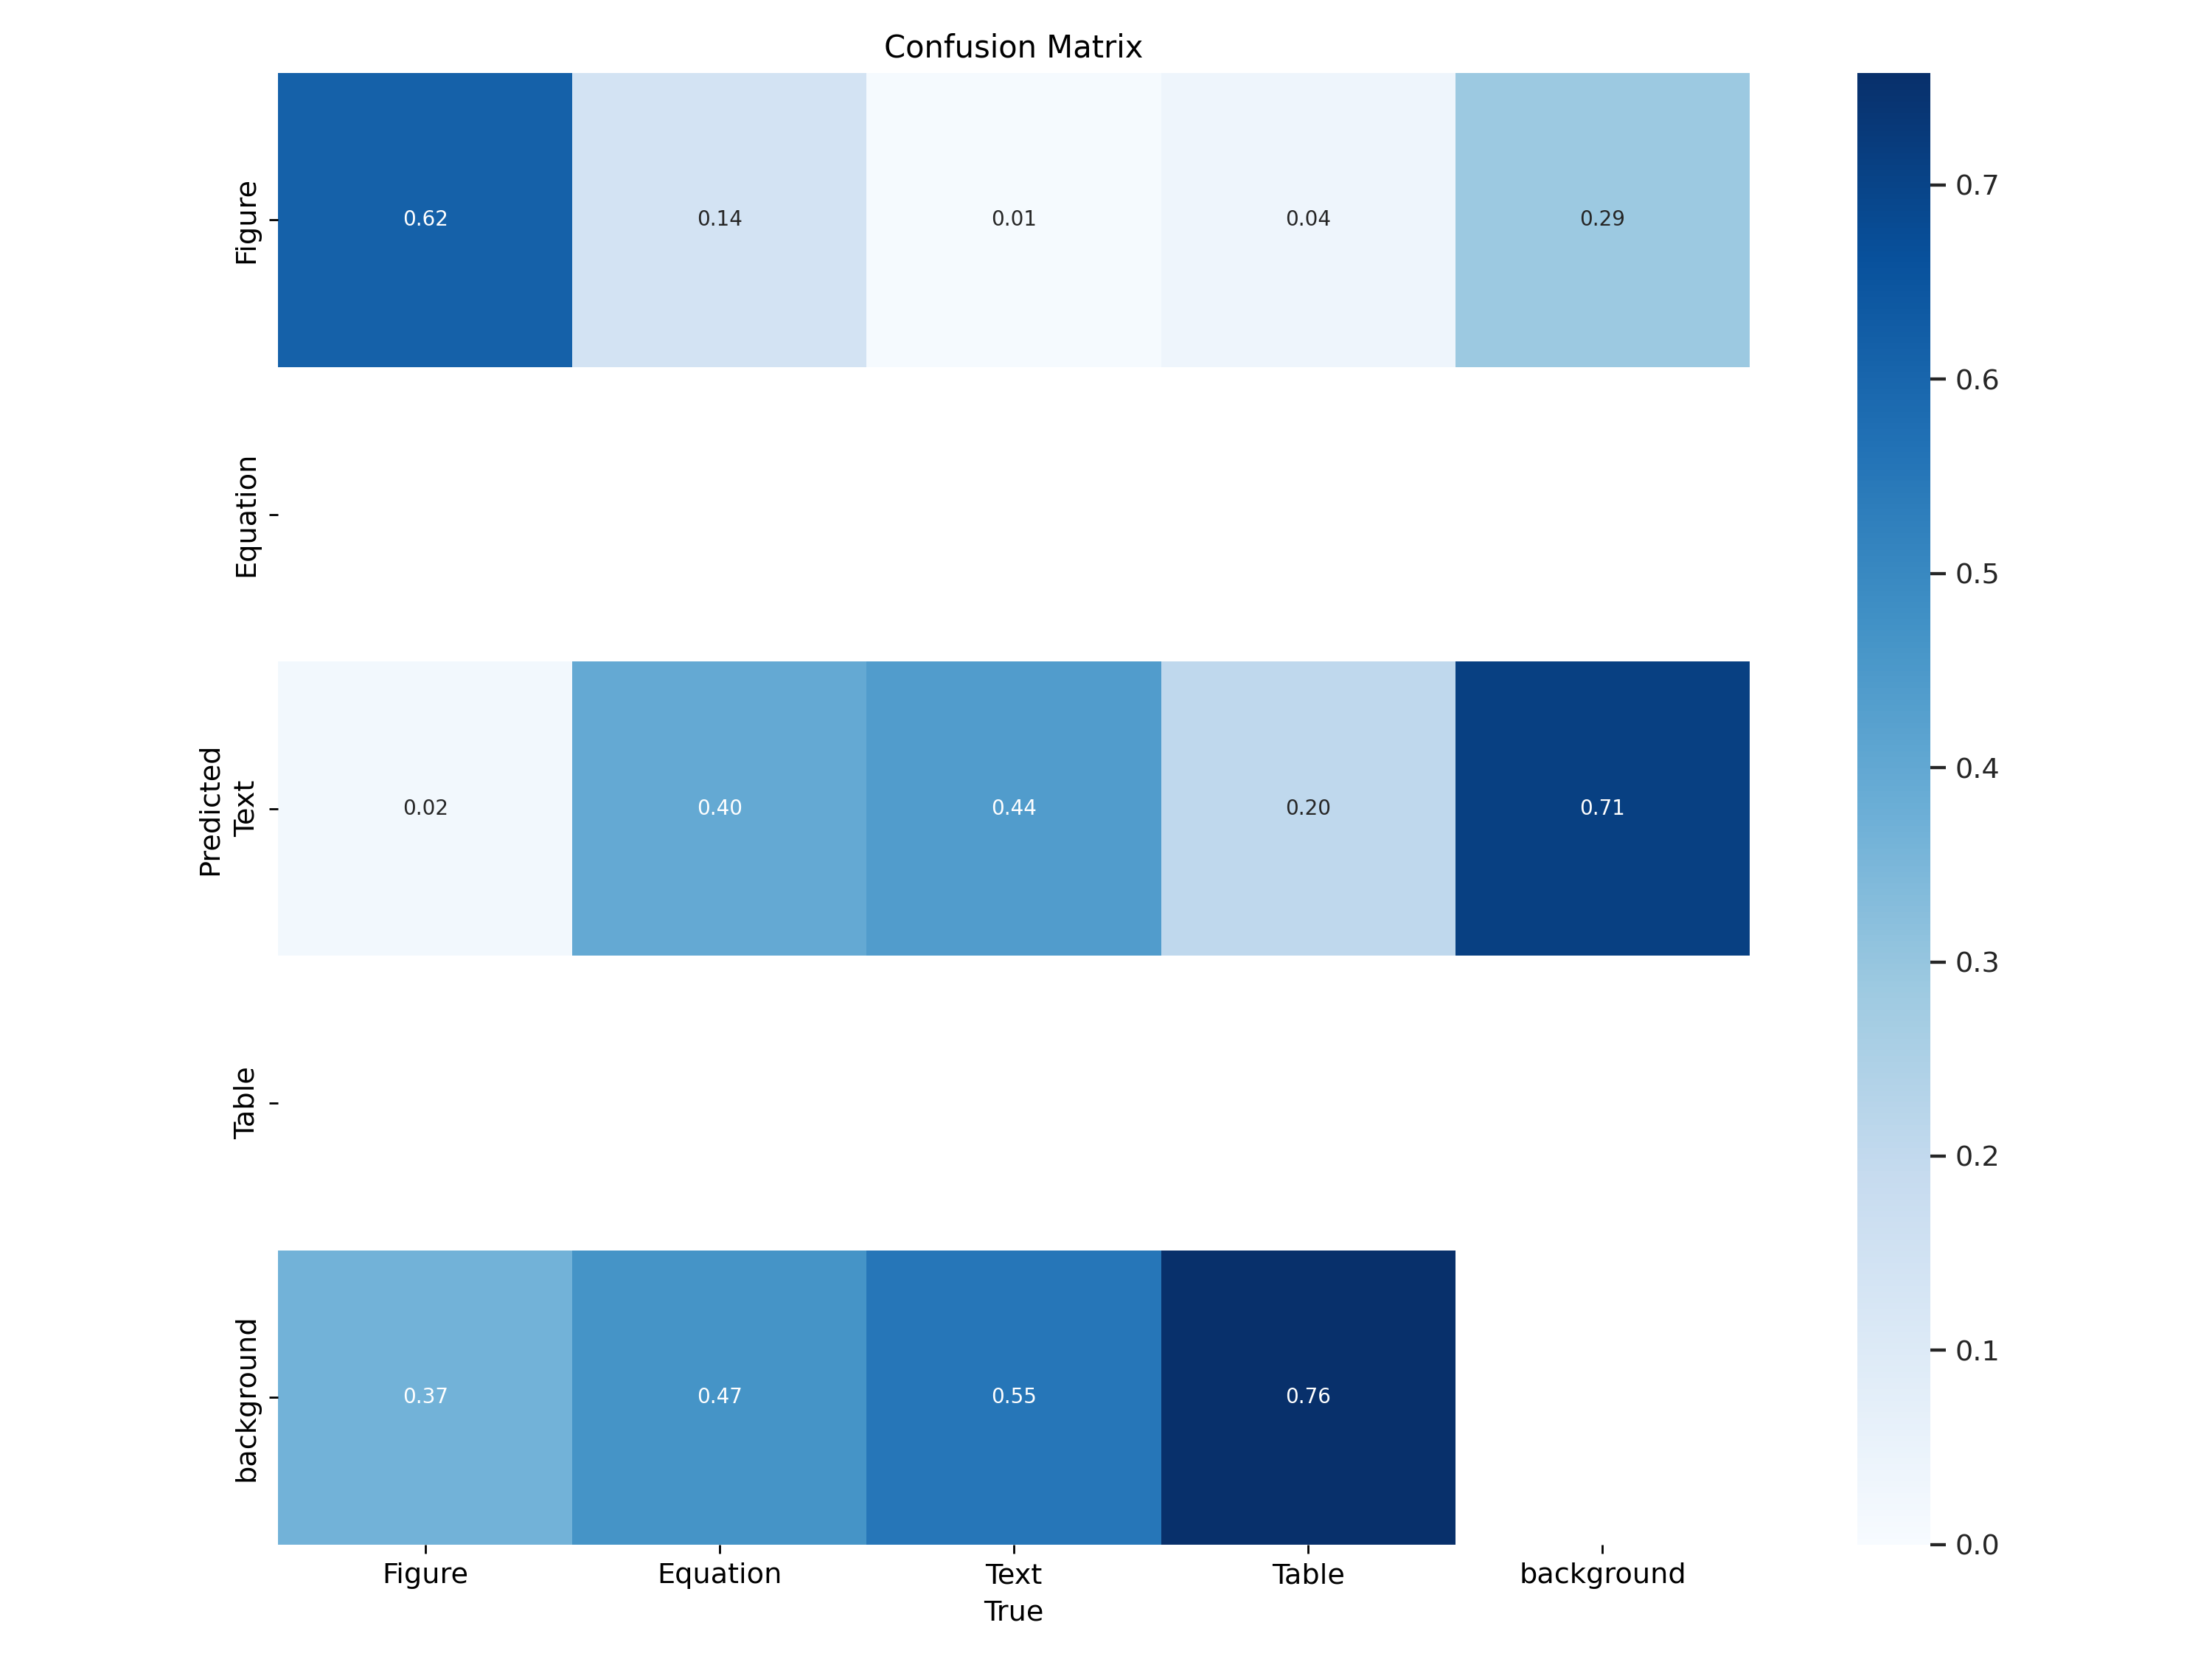 Confusion Matrix
Figure
0.62 0.14 0.01 0.04 0.29
Equation
Predicted
Text
0.02 0.40 0.44 0.20 0.71
Table
background
0.37 0.47 0.55 0.76
Figure Equation Text Table background
True
0.7
0.6
0.5
0.4
0.3
0.2
0.1
0.0